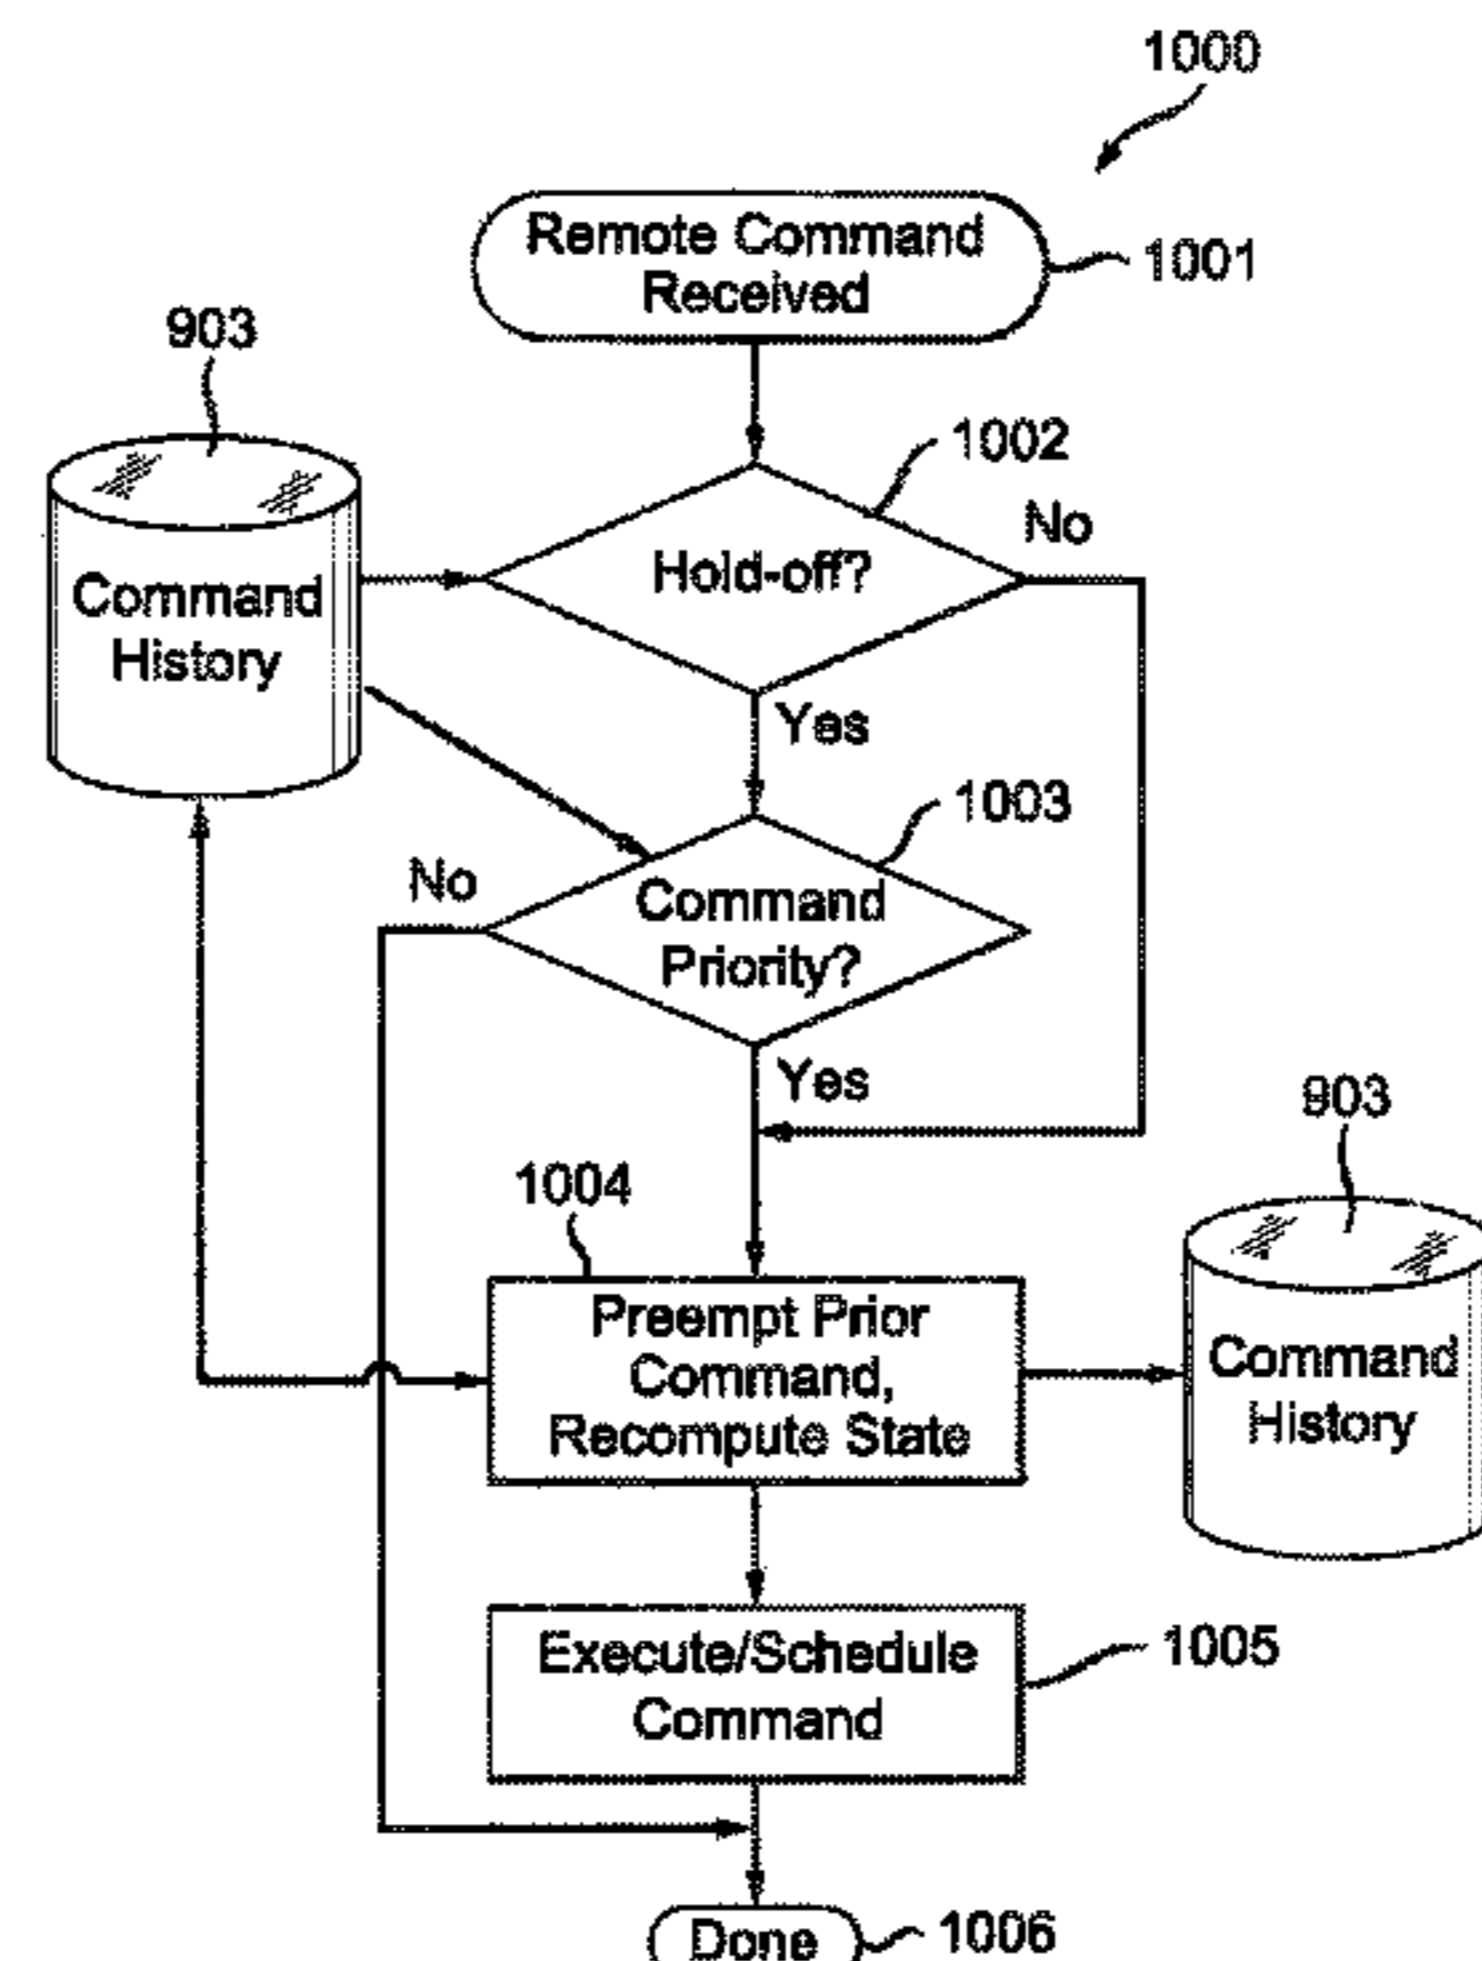 1000
Remote Command
Received
1001
903
1002
No
Hold-off?
Command
History
Yes
1003
No
Command
Priority?
Yes
903
1004
Preempt Prior
Command,
Recompute State
Command
History
Execute/Schedule
Command
1005
Done
1006